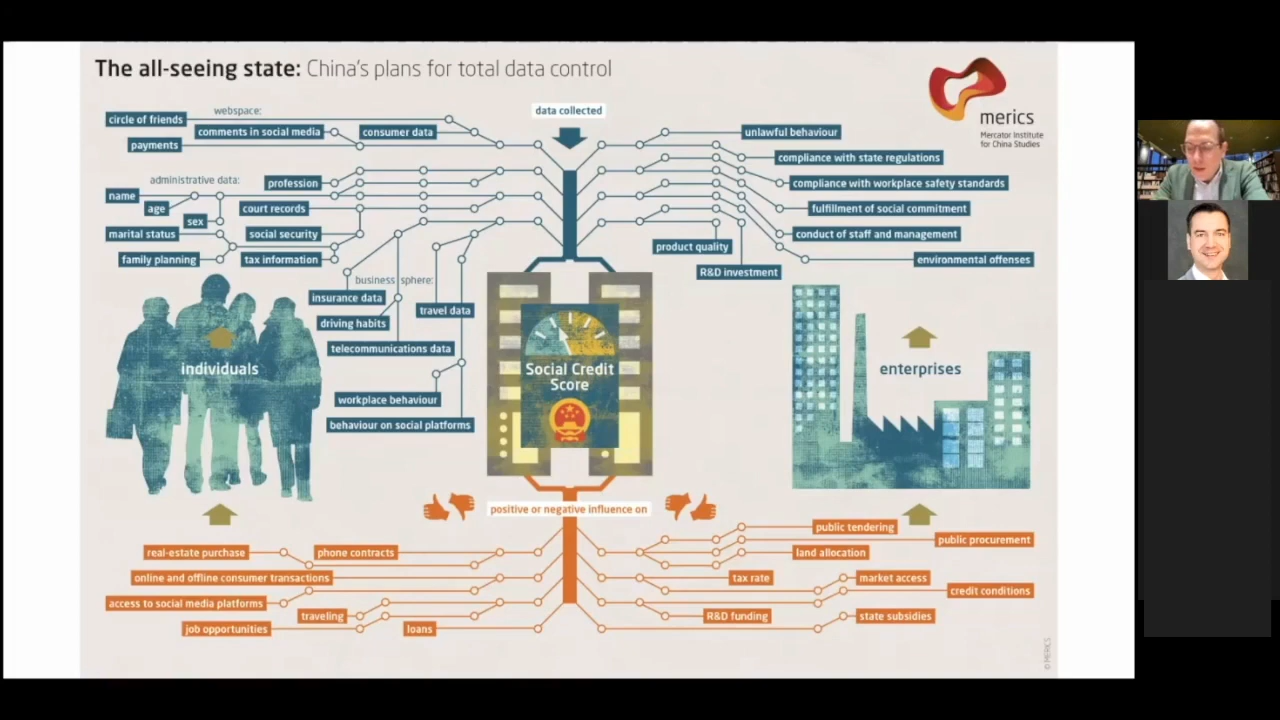 The all-seeing state: China's plans for total data control
merics
Mercator Institute
for China Studies
data collected
webspace:
circle of friends
comments in social media
consumer data
payments
administrative data:
profession
name
age
court records
sex
marital status
social security
family planning
tax information
business sphere:
insurance data
travel data
driving habits
telecommunications data
workplace behaviour
behaviour on social platforms
individuals
unlawful behaviour
compliance with state regulations
compliance with workplace safety standards
fulfillment of social commitment
conduct of staff and management
product quality
environmental offenses
R&D investment
enterprises
Social Credit
Score
positive or negative influence on
real-estate purchase
phone contracts
online and offline consumer transactions
access to social media platforms
traveling
job opportunities
loans
public tendering
public procurement
land allocation
tax rate
market access
credit conditions
R&D funding
state subsidies
© MERICS